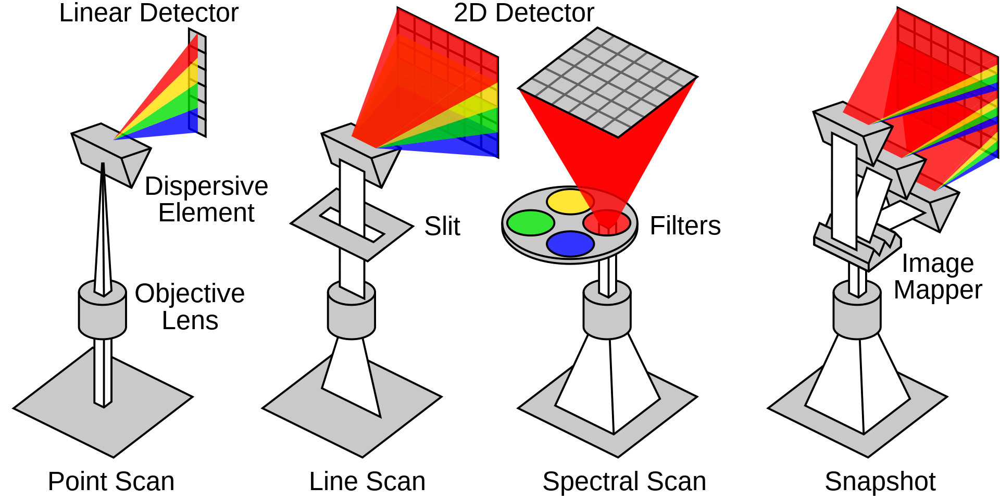 Linear Detector
2D Detector
Dispersive
Element
Slit
Filters
Image
Mapper
Objective
Lens
Point Scan
Line Scan
Spectral Scan
Snapshot